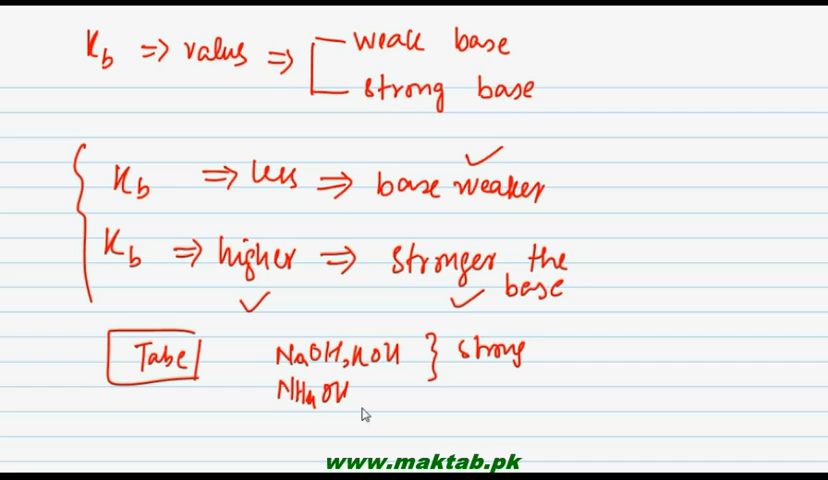 Kb ⇒ value ⇒ weak base
strong base
Kb ⇒ less ⇒ base weaker
Kb ⇒ higher ⇒ stronger the
base
Table NaOH, KOH } strong
NH4OH
www.maktab.pk